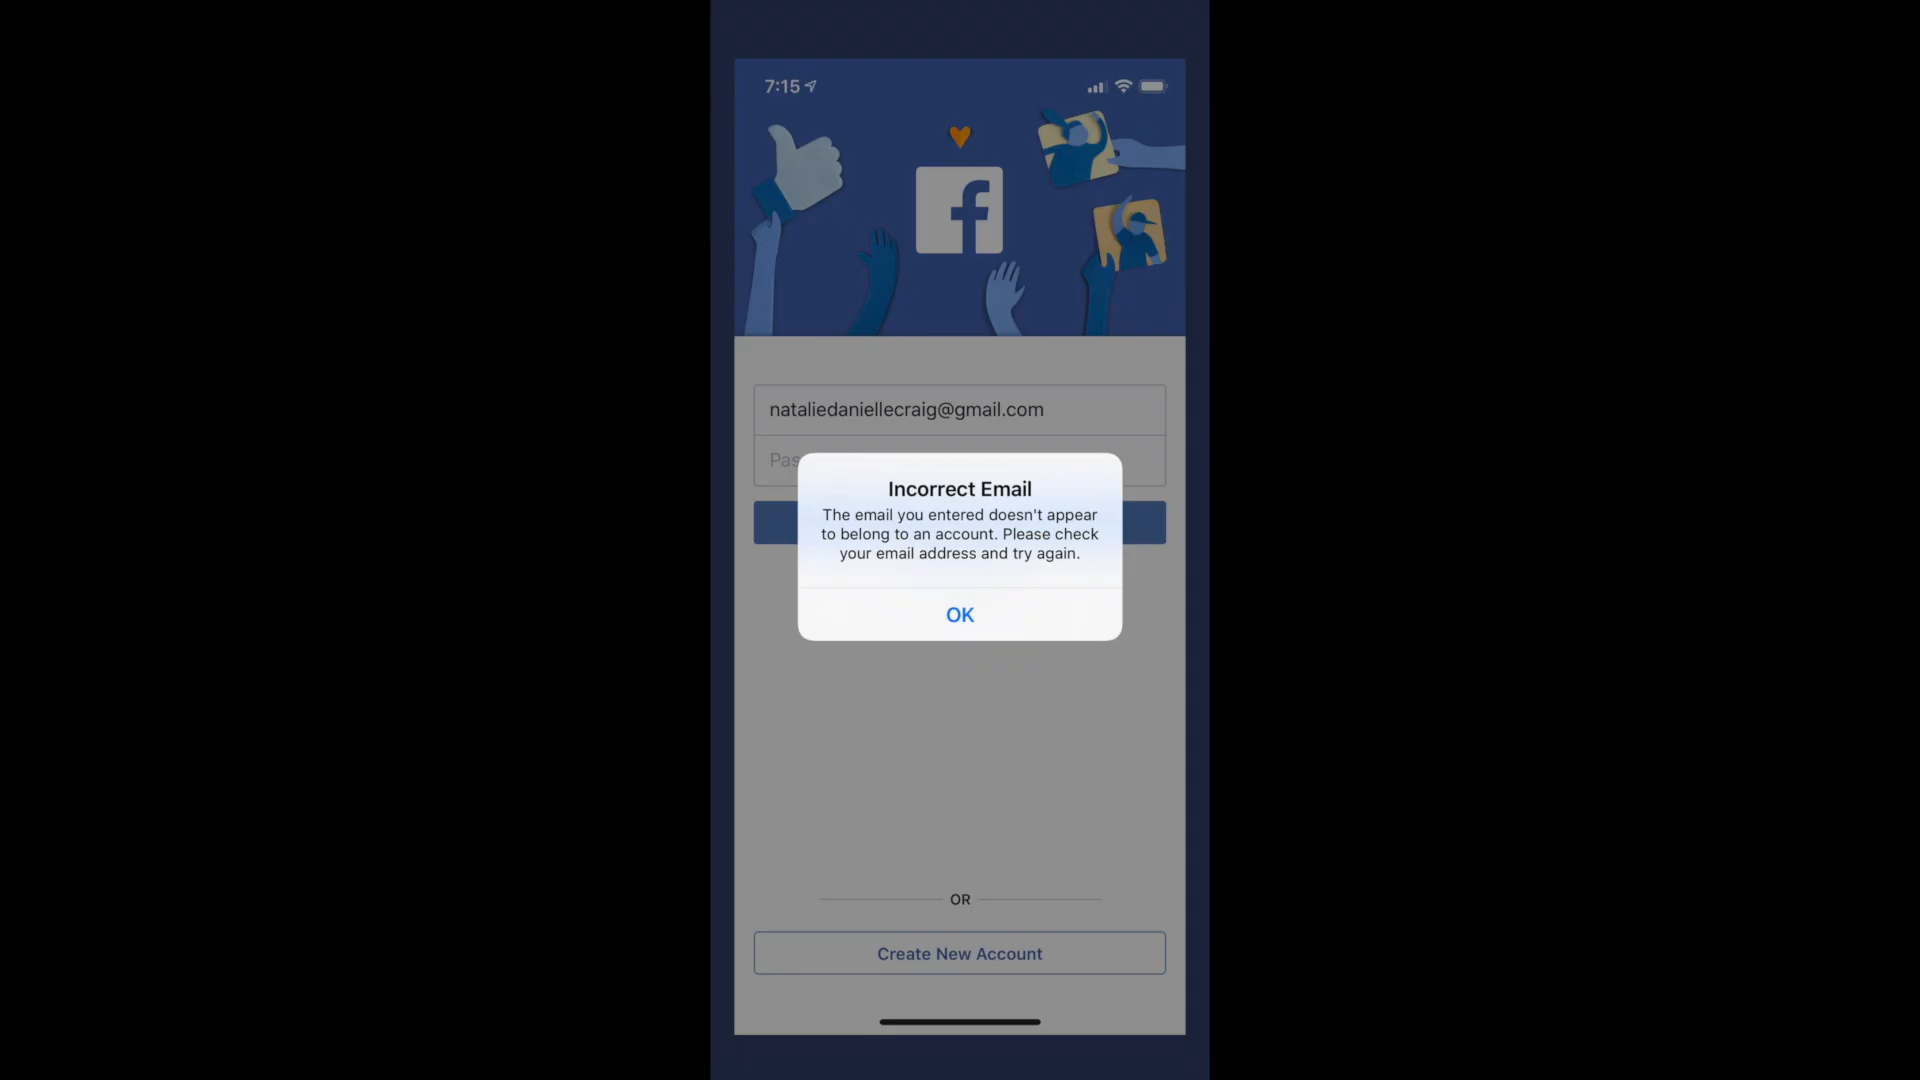 7:15
f
nataliedaniellecraig@gmail.com
Pas
Incorrect Email
The email you entered doesn't appear
to belong to an account. Please check
your email address and try again.
OK
OR
Create New Account